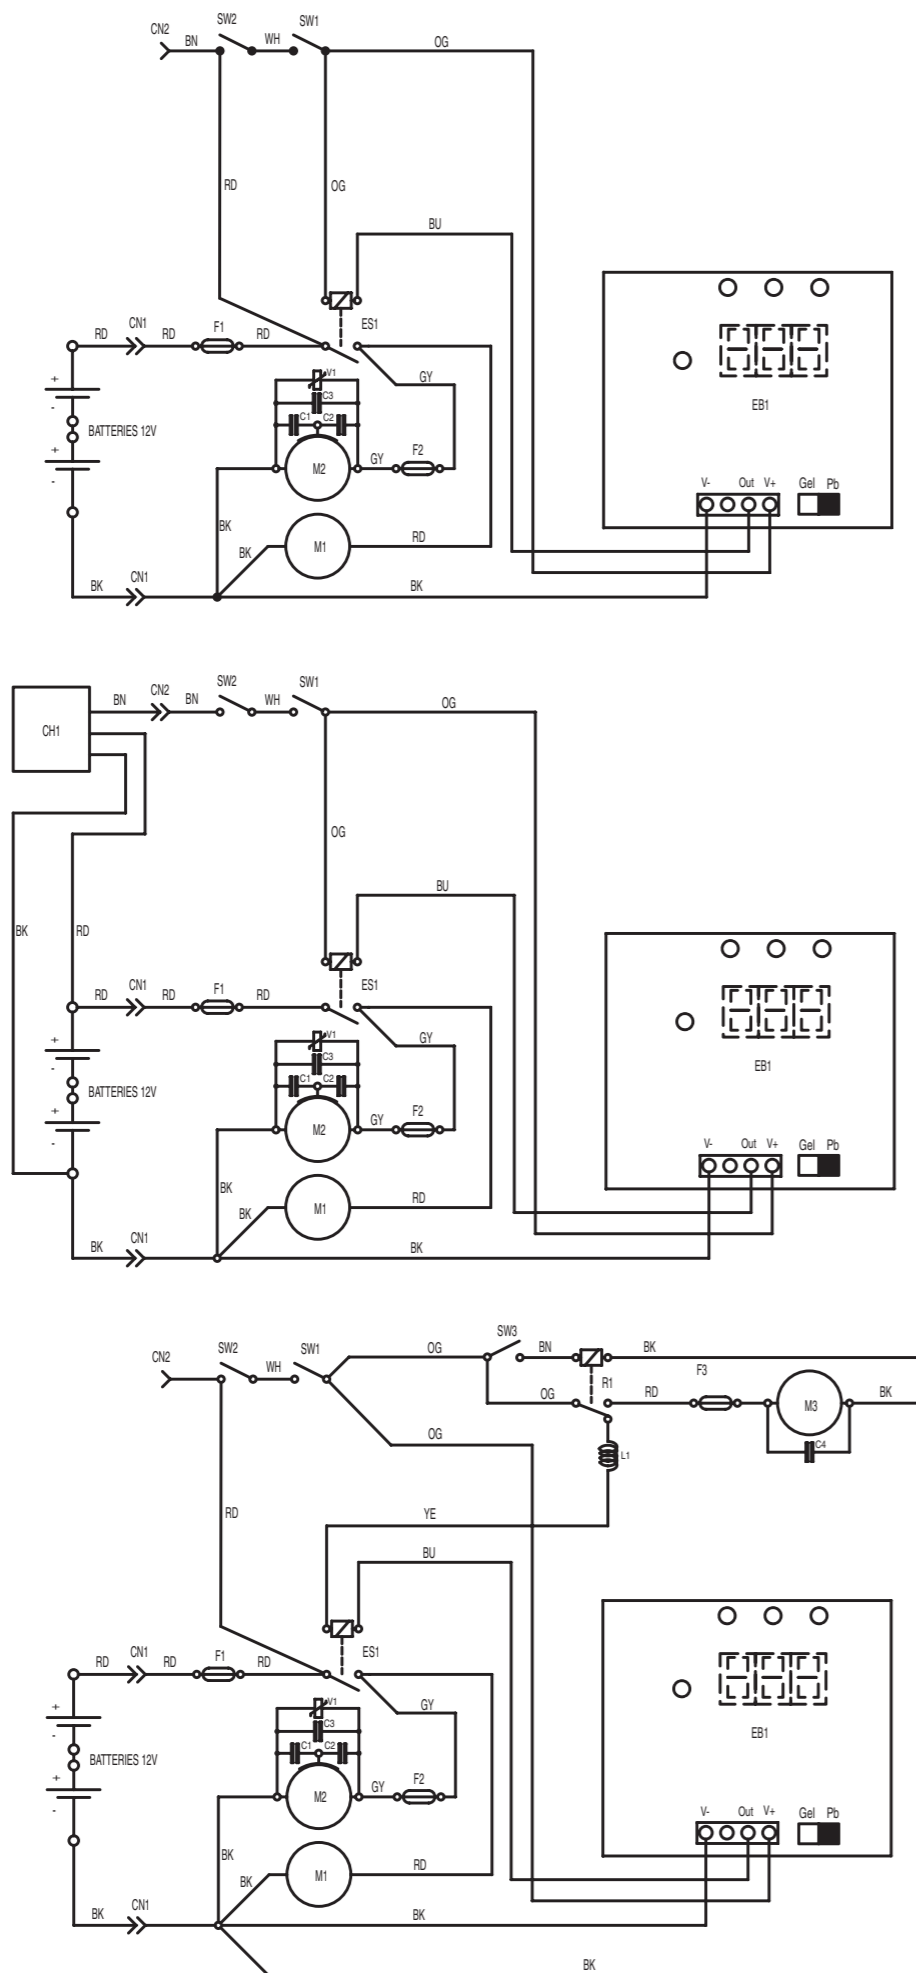 CN2 BN SW2 WH SW1 OG
RD OG
BU
ES1
RD CN1 RD F1 RD
V1
GY
C3
+
-
C1 C2
BATTERIES 12V
F2
+
-
M2 GY
EB1
V- Out V+ Gel Pb
BK
BK M1 RD
BK CN1 BK
CH1
BN CN2 BN SW2 WH SW1 OG
OG
BU
BK RD
ES1
RD CN1 RD F1 RD
V1
GY
C3
+
-
C1 C2
BATTERIES 12V
F2
+
-
M2 GY
EB1
V- Out V+ Gel Pb
BK
BK M1 RD
BK CN1 BK
CN2 SW2 WH SW1 OG SW3 BN BK
R1 F3
OG RD M3 BK
OG
C4
L1
RD YE
BU
ES1
RD CN1 RD F1 RD
V1
GY
C3
+
-
C1 C2
BATTERIES 12V
F2
+
-
M2 GY
EB1
V- Out V+ Gel Pb
BK
BK M1 RD
BK CN1 BK
BK